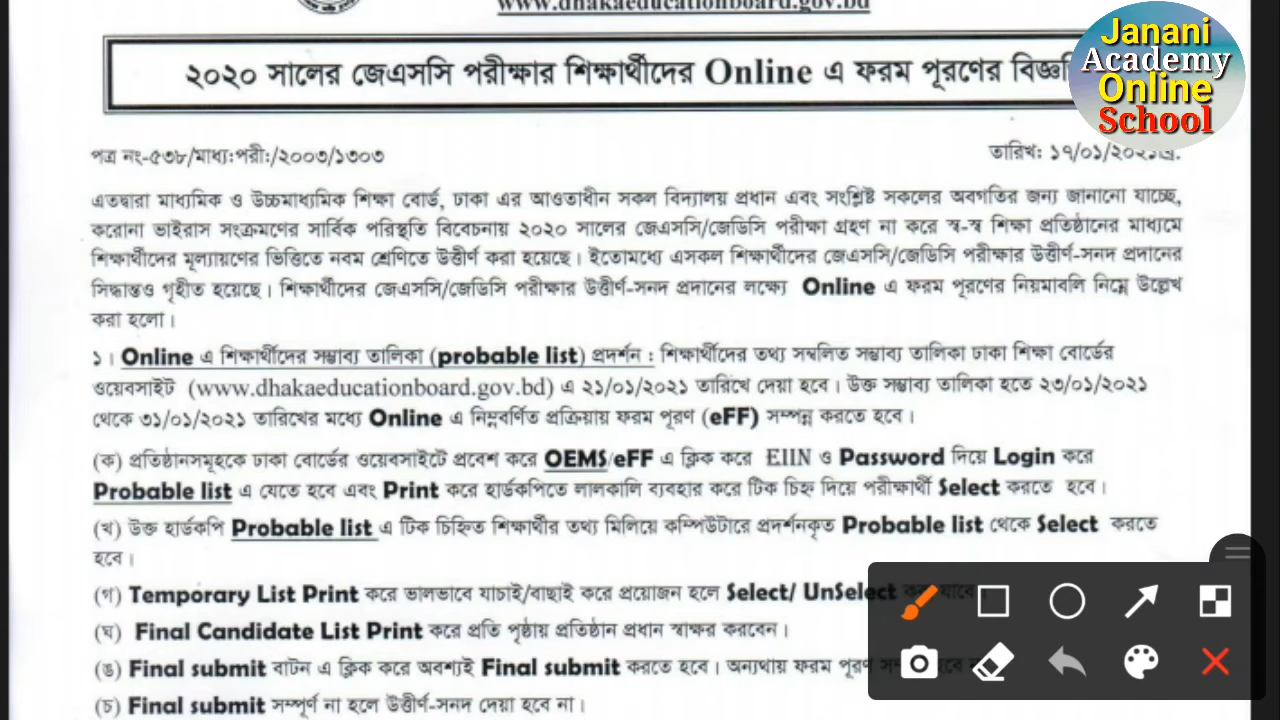 www.dhakaeducationboard.gov.bd
২০২০ সালের জেএসসি পরীক্ষার শিক্ষার্থীদের Online এ ফরম পূরণের বিজ্ঞ
Janani
Academy
Online
School
পত্র নং-৫৩৮/মাধ্যঃপরীঃ/২০০৩/১৩০৩
তারিখঃ ১৭/০১/২০২১খ্রি.
এতদ্বারা মাধ্যমিক ও উচ্চমাধ্যমিক শিক্ষা বোর্ড, ঢাকা এর আওতাধীন সকল বিদ্যালয় প্রধান এবং সংশ্লিষ্ট সকলের অবগতির জন্য জানানো যাচ্ছে,
করোনা ভাইরাস সংক্রমণের সার্বিক পরিস্থৃতি বিবেচনায় ২০২০ সালের জেএসসি/জেডিসি পরীক্ষা গ্রহণ না করে স্ব-স্ব শিক্ষা প্রতিষ্ঠানের মাধ্যমে
শিক্ষার্থীদের মূল্যায়ণের ভিত্তিতে নবম শ্রেণিতে উত্তীর্ণ করা হয়েছে। ইতোমধ্যে এসকল শিক্ষার্থীদের জেএসসি/জেডিসি পরীক্ষার উত্তীর্ণ-সনদ প্রদানের
সিদ্ধান্তও গৃহীত হয়েছে। শিক্ষার্থীদের জেএসসি/জেডিসি পরীক্ষার উত্তীর্ণ-সনদ প্রদানের লক্ষ্যে Online এ ফরম পূরণের নিয়মাবলি নিম্নে উল্লেখ
করা হলো।
১। Online এ শিক্ষার্থীদের সম্ভাব্য তালিকা (probable list) প্রদর্শন : শিক্ষার্থীদের তথ্য সম্বলিত সম্ভাব্য তালিকা ঢাকা শিক্ষা বোর্ডের
ওয়েবসাইট (www.dhakaeducationboard.gov.bd) এ ২১/০১/২০২১ তারিখে দেয়া হবে। উক্ত সম্ভাব্য তালিকা হতে ২৩/০১/২০২১
থেকে ৩১/০১/২০২১ তারিখের মধ্যে Online এ নিম্নবর্ণিত প্রক্রিয়ায় ফরম পূরণ (eFF) সম্পন্ন করতে হবে।
(ক) প্রতিষ্ঠানসমূহকে ঢাকা বোর্ডের ওয়েবসাইটে প্রবেশ করে OEMS/eFF এ ক্লিক করে EIIN ও Password দিয়ে Login করে
Probable list এ যেতে হবে এবং Print করে হার্ডকপিতে লালকালি ব্যবহার করে টিক চিহ্ন দিয়ে পরীক্ষার্থী Select করতে হবে।
(খ) উক্ত হার্ডকপি Probable list এ টিক চিহ্নিত শিক্ষার্থীর তথ্য মিলিয়ে কম্পিউটারে প্রদর্শনকৃত Probable list থেকে Select করতে
হবে।
(গ) Temporary List Print করে ভালভাবে যাচাই/বাছাই করে প্রয়োজন হলে Select/ UnSelect করা যাবে।
(ঘ) Final Candidate List Print করে প্রতি পৃষ্ঠায় প্রতিষ্ঠান প্রধান স্বাক্ষর করবেন।
(ঙ) Final submit বাটন এ ক্লিক করে অবশ্যই Final submit করতে হবে। অন্যথায় ফরম পূরণ
(চ) Final submit সম্পূর্ণ না হলে উত্তীর্ণ-সনদ দেয়া হবে না।